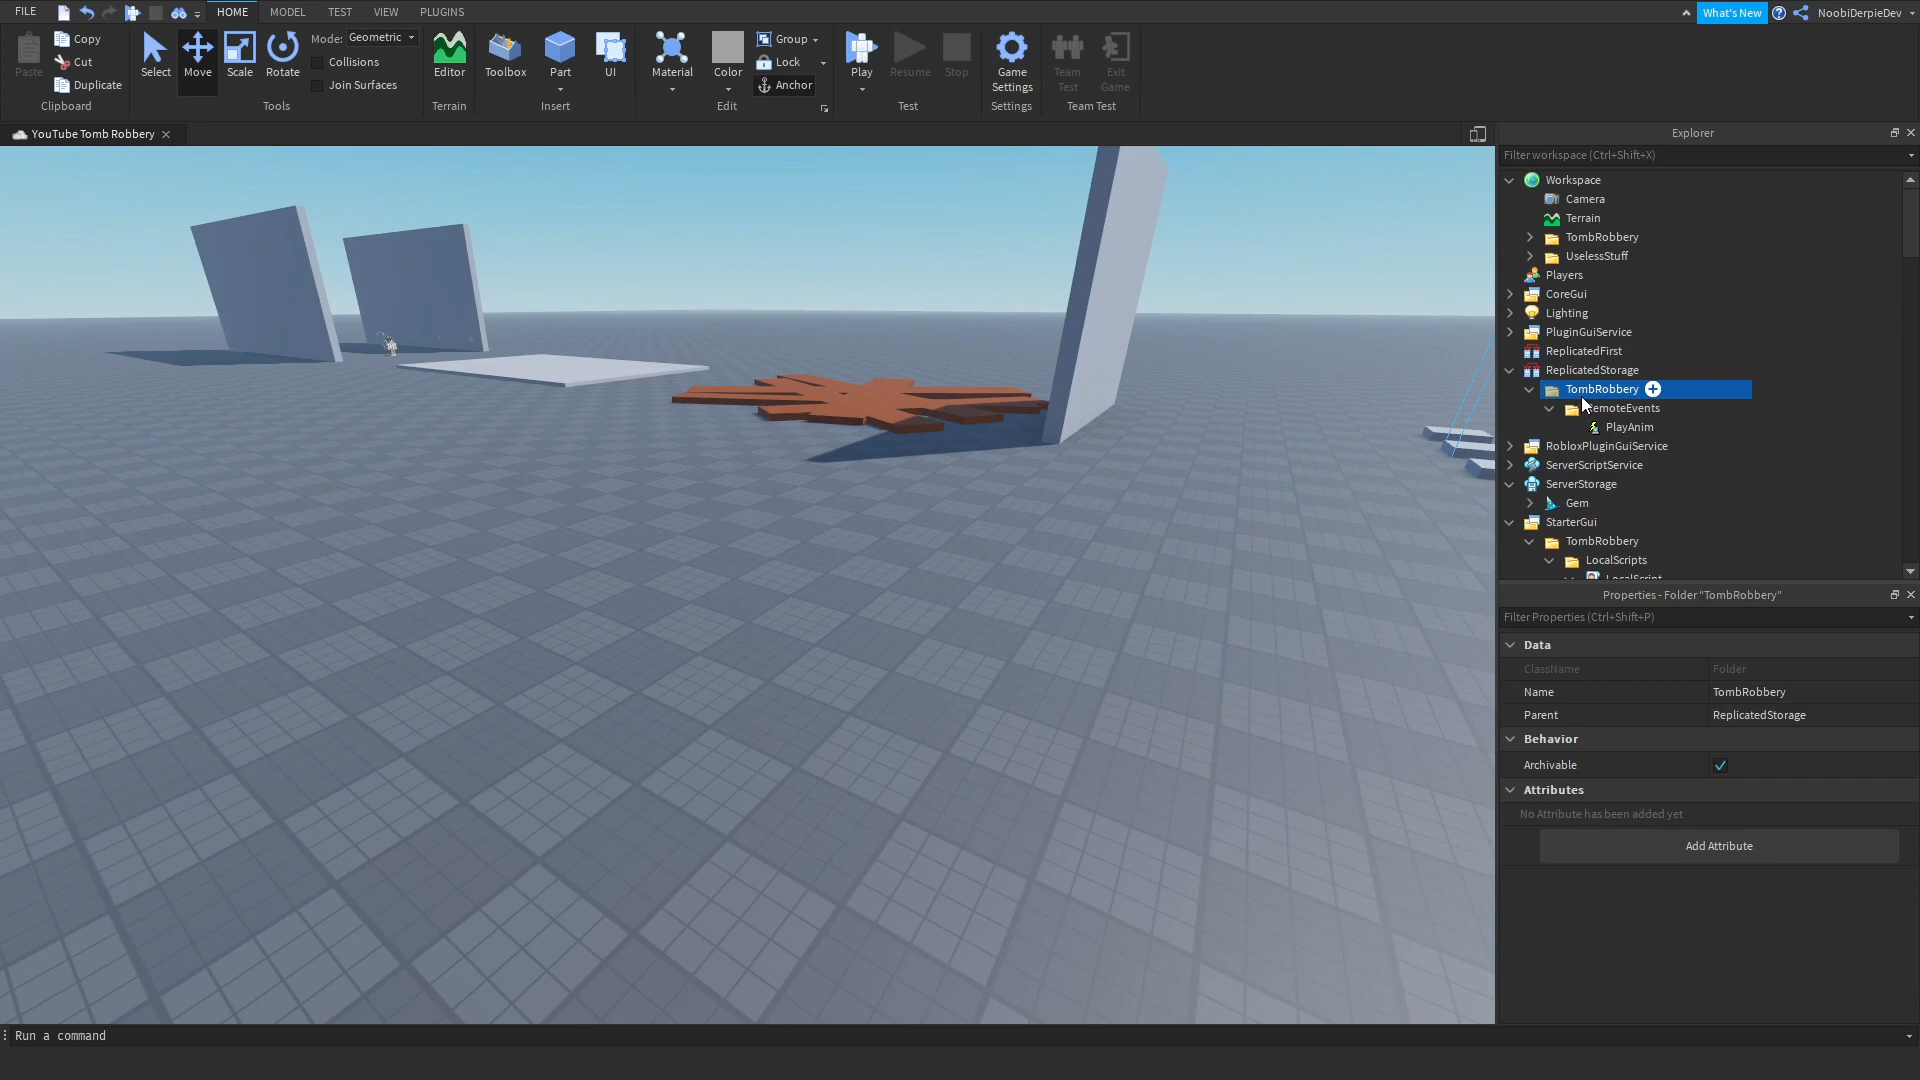 FILE
HOME
MODEL
TEST
VIEW
PLUGINS
What's New
NoobiDerpieDev
Paste
Copy
Cut
Duplicate
Clipboard
Select
Move
Scale
Rotate
Mode: Geometric
Collisions
Join Surfaces
Tools
Editor
Terrain
Toolbox
Part
UI
Insert
Material
Color
Group
Lock
Anchor
Edit
Play
Resume
Stop
Test
Game
Settings
Settings
Team
Test
Exit
Game
Team Test
YouTube Tomb Robbery
Explorer
Filter workspace (Ctrl+Shift+X)
Workspace
Camera
Terrain
TombRobbery
UselessStuff
Players
CoreGui
Lighting
PluginGuiService
ReplicatedFirst
ReplicatedStorage
TombRobbery
emoteEvents
PlayAnim
RobloxPluginGuiService
ServerScriptService
ServerStorage
Gem
StarterGui
TombRobbery
LocalScripts
LocalScript
Properties - Folder "TombRobbery"
Filter Properties (Ctrl+Shift+P)
Data
ClassName Folder
Name TombRobbery
Parent ReplicatedStorage
Behavior
Archivable
Attributes
No Attribute has been added yet
Add Attribute
Run a command